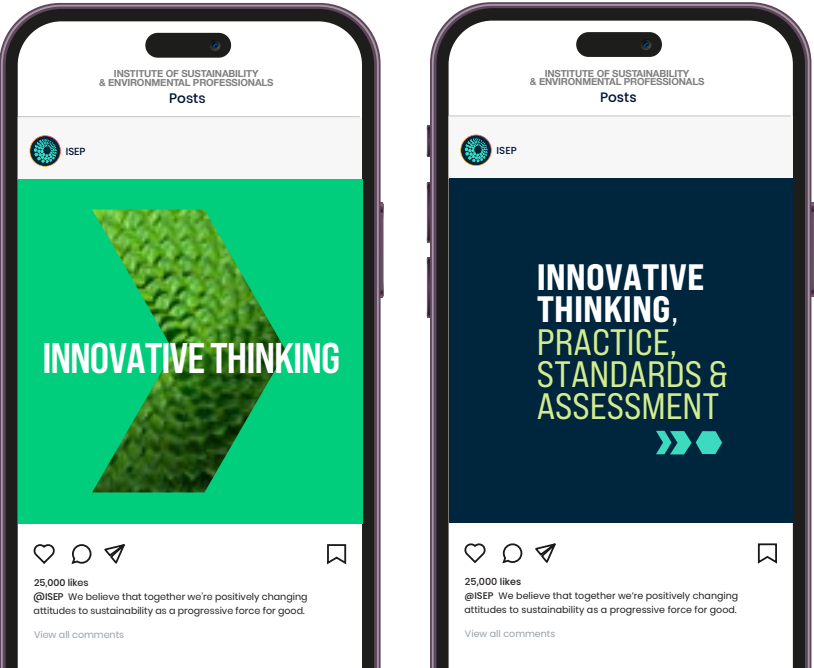 INSTITUTE OF SUSTAINABILITY
& ENVIRONMENTAL PROFESSIONALS
Posts
ISEP
INNOVATIVE THINKING
25,000 likes
@ISEP We believe that together we're positively changing
attitudes to sustainability as a progressive force for good.
View all comments
INSTITUTE OF SUSTAINABILITY
& ENVIRONMENTAL PROFESSIONALS
Posts
ISEP
INNOVATIVE
THINKING,
PRACTICE,
STANDARDS &
ASSESSMENT
25,000 likes
@ISEP We believe that together we're positively changing
attitudes to sustainability as a progressive force for good.
View all comments